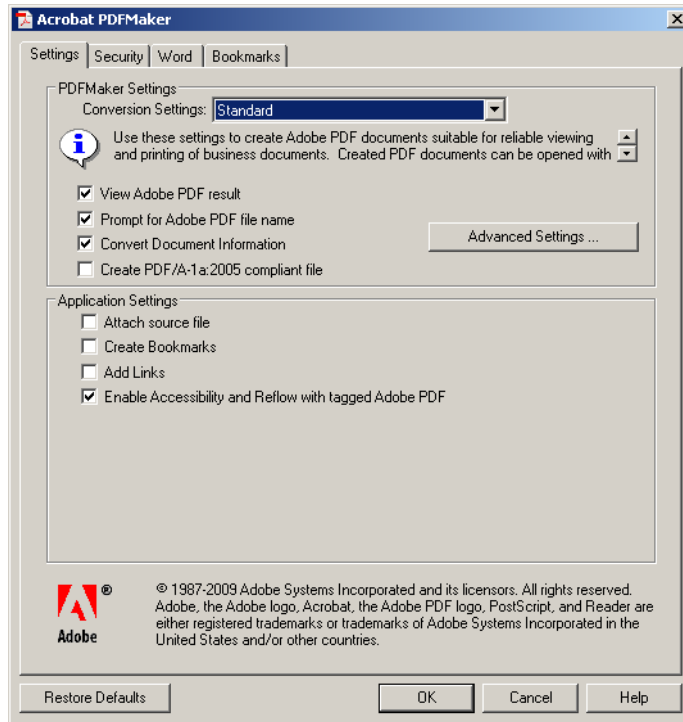 Acrobat PDFMaker
Settings Security Word Bookmarks
PDFMaker Settings
Conversion Settings: Standard
Use these settings to create Adobe PDF documents suitable for reliable viewing
and printing of business documents. Created PDF documents can be opened with
View Adobe PDF result
Prompt for Adobe PDF file name
Convert Document Information
Advanced Settings ...
Create PDF/A-1a:2005 compliant file
Application Settings
Attach source file
Create Bookmarks
Add Links
Enable Accessibility and Reflow with tagged Adobe PDF
Adobe
®
© 1987-2009 Adobe Systems Incorporated and its licensors. All rights reserved.
Adobe, the Adobe logo, Acrobat, the Adobe PDF logo, PostScript, and Reader are
either registered trademarks or trademarks of Adobe Systems Incorporated in the
United States and/or other countries.
Restore Defaults OK Cancel Help